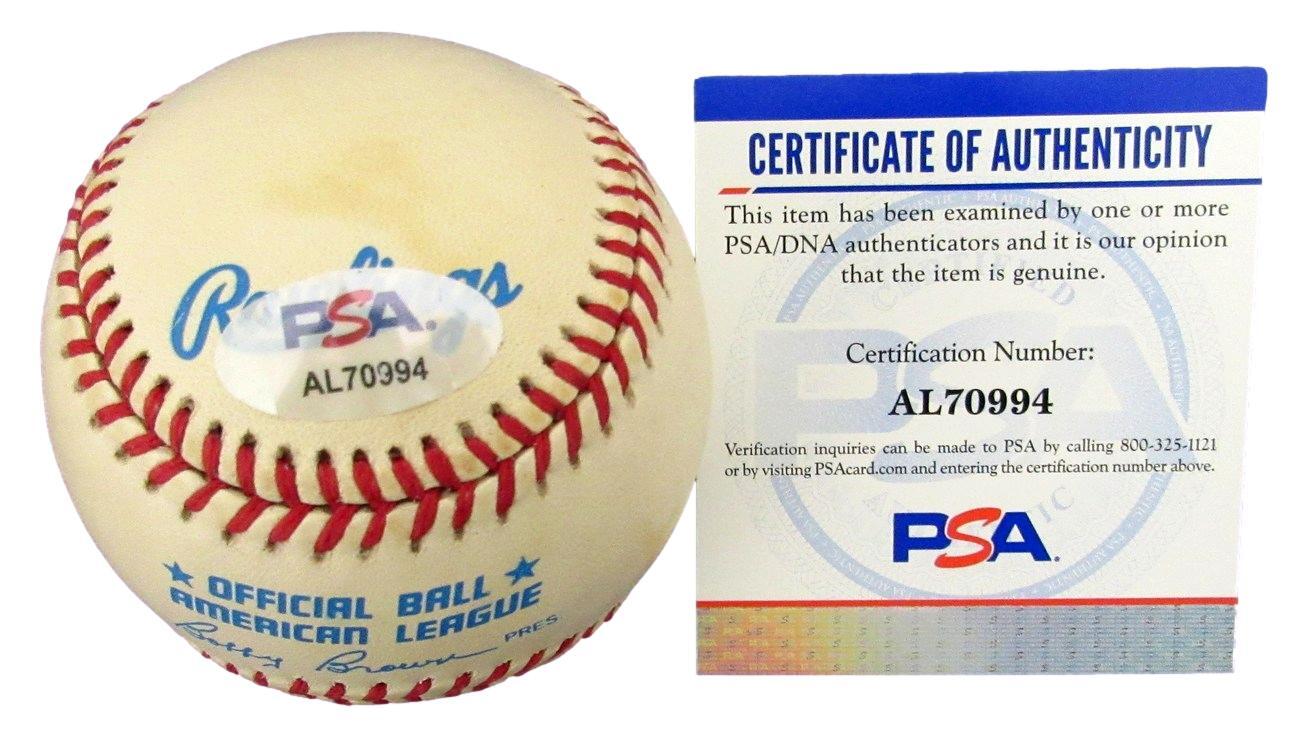 Rawlings
PSA.
AL70994
★ OFFICIAL BALL ★
AMERICAN LEAGUE
Bobby Brown PRES.
CERTIFICATE OF AUTHENTICITY
This item has been examined by one or more
PSA/DNA authenticators and it is our opinion
that the item is genuine.
Certification Number:
AL70994
Verification inquiries can be made to PSA by calling 800-325-1121
or by visiting PSAcard.com and entering the certification number above.
PSA.